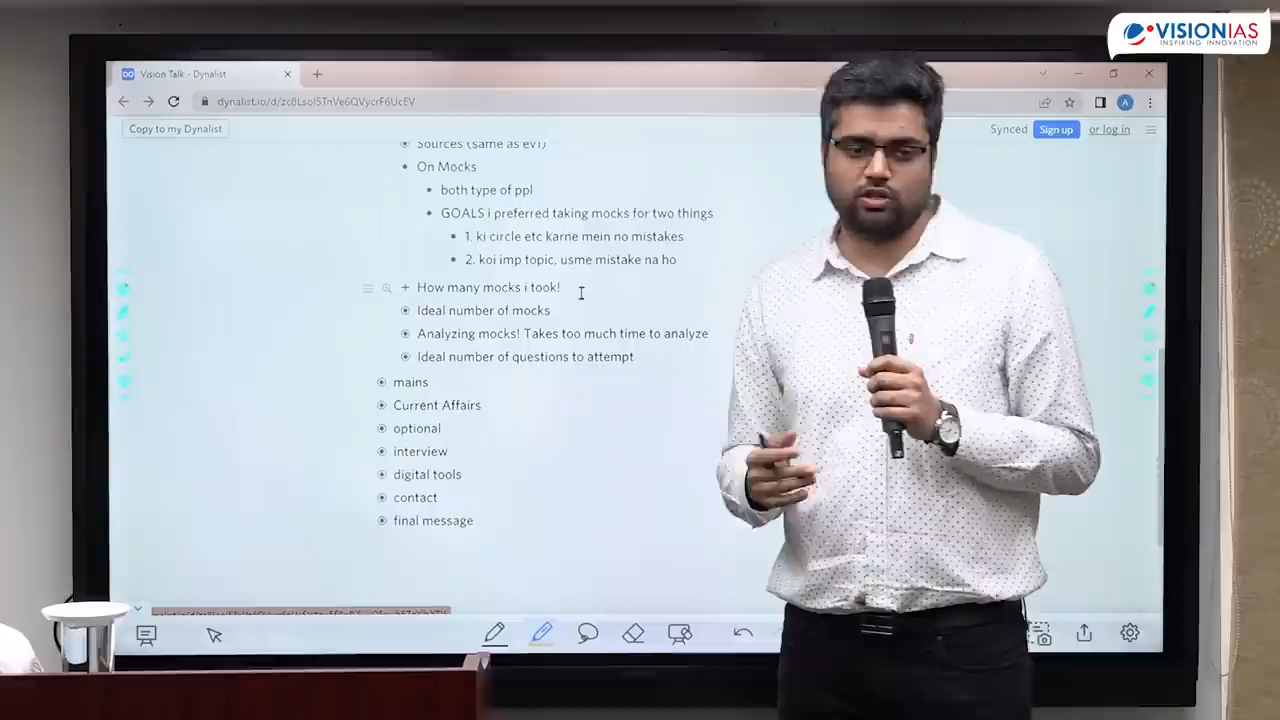 VISIONIAS
INSPIRING INNOVATION
Vision Talk - Dynalist
dynalist.io/d/zc8LsoI5TnVe6QVycrF6UcEV
Copy to my Dynalist
Synced Sign up or log in
Sources (same as ev1)
On Mocks
both type of ppl
GOALS i preferred taking mocks for two things
1. ki circle etc karne mein no mistakes
2. koi imp topic, usme mistake na ho
How many mocks i took!
Ideal number of mocks
Analyzing mocks! Takes too much time to analyze
Ideal number of questions to attempt
mains
Current Affairs
optional
interview
digital tools
contact
final message
A